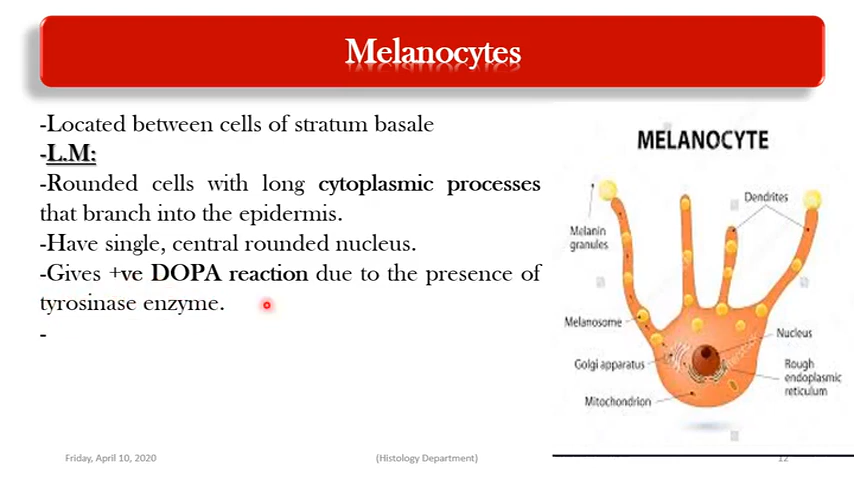 Melanocytes
-Located between cells of stratum basale
-L.M:
-Rounded cells with long cytoplasmic processes
that branch into the epidermis.
-Have single, central rounded nucleus.
-Gives +ve DOPA reaction due to the presence of
tyrosinase enzyme.
-
MELANOCYTE
Dendrites
Melanin
granules
Melanosome
Nucleus
Golgi apparatus
Rough
endoplasmic
reticulum
Mitochondrion
Friday, April 10, 2020
(Histology Department)
12